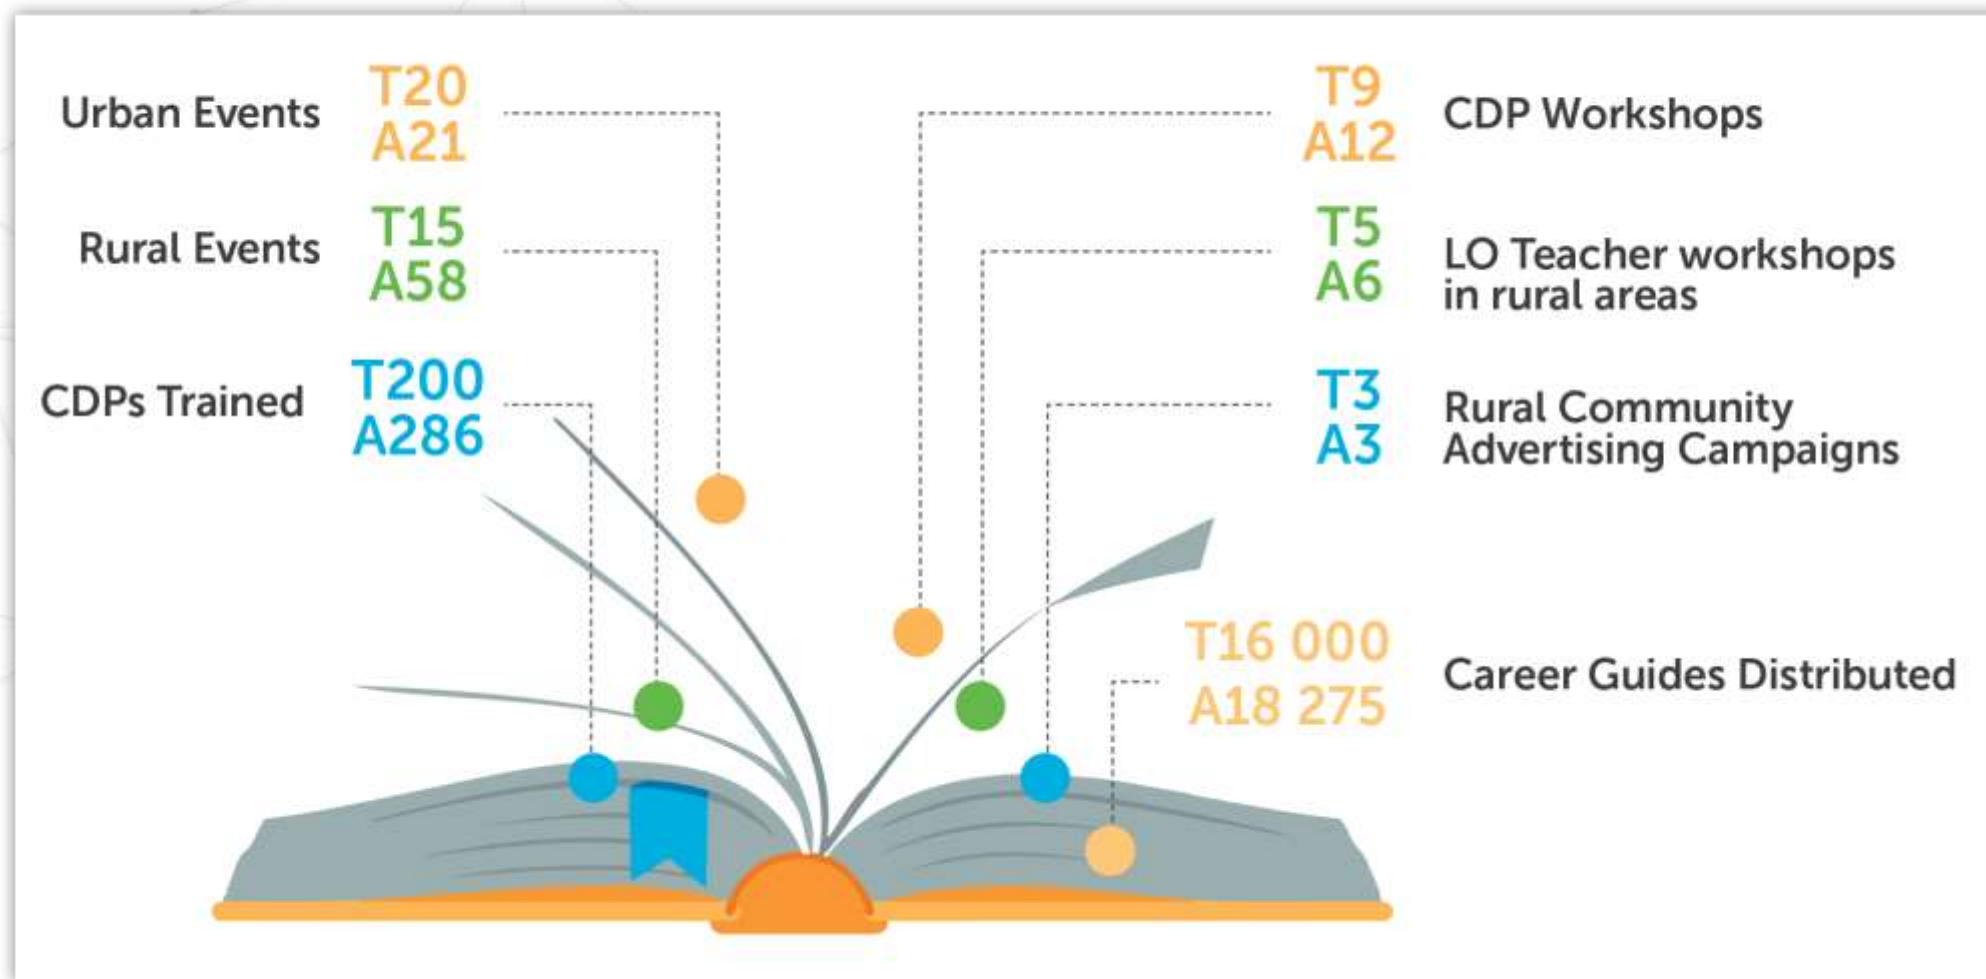 Urban Events
T20
A21
Rural Events
T15
A58
CDPs Trained
T200
A286
T9
A12
CDP Workshops
T5
A6
LO Teacher workshops
in rural areas
T3
A3
Rural Community
Advertising Campaigns
T16 000
A18 275
Career Guides Distributed